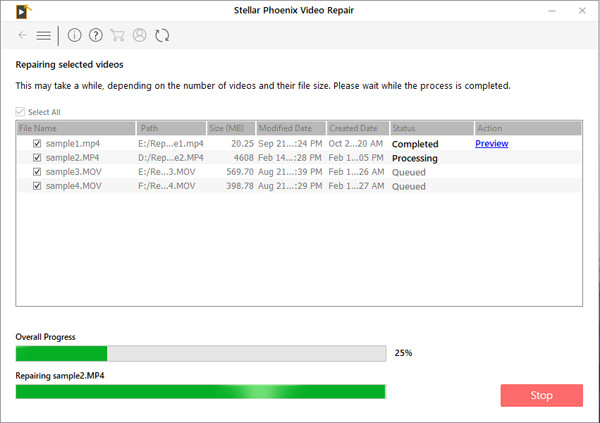 Stellar Phoenix Video Repair
Repairing selected videos
This may take a while, depending on the number of videos and their file size. Please wait while the process is completed.
Select All
File Name Path Size (MB) Modified Date Created Date Status Action
sample1.mp4 E:/Rep...e1.mp4 20.25 Sep 21...:24 PM Oct 2...20 AM Completed Preview
sample2.MP4 D:/Rep...e2.MP4 4608 Feb 14...:28 PM Feb 1...05 PM Processing
sample3.MOV E:/Re...3.MOV 569.70 Aug 21...:39 PM Feb 1...26 AM Queued
sample4.MOV F:/Re...4.MOV 398.78 Aug 21...:29 PM Feb 1...27 AM Queued
Overall Progress
25%
Repairing sample2.MP4
Stop